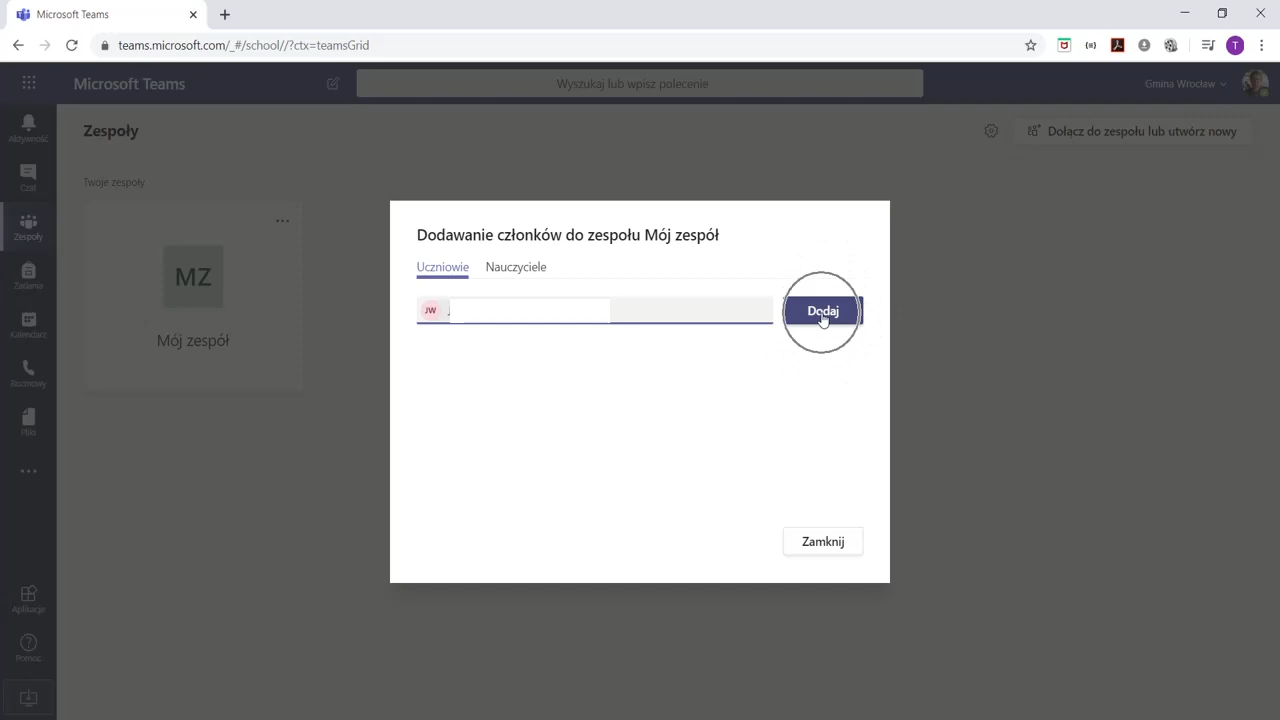 Microsoft Teams
teams.microsoft.com/_#/school//?ctx=teamsGrid
T
Microsoft Teams
Wyszukaj lub wpisz polecenie
Gmina Wrocław
Aktywność
Czat
Zespoły
Zadania
Kalendarz
Rozmowy
Pliki
Aplikacje
Pomoc
Zespoły
Dołącz do zespołu lub utwórz nowy
Twoje zespoły
MZ
Mój zespół
Dodawanie członków do zespołu Mój zespół
Uczniowie
Nauczyciele
JW
Dodaj
Zamknij